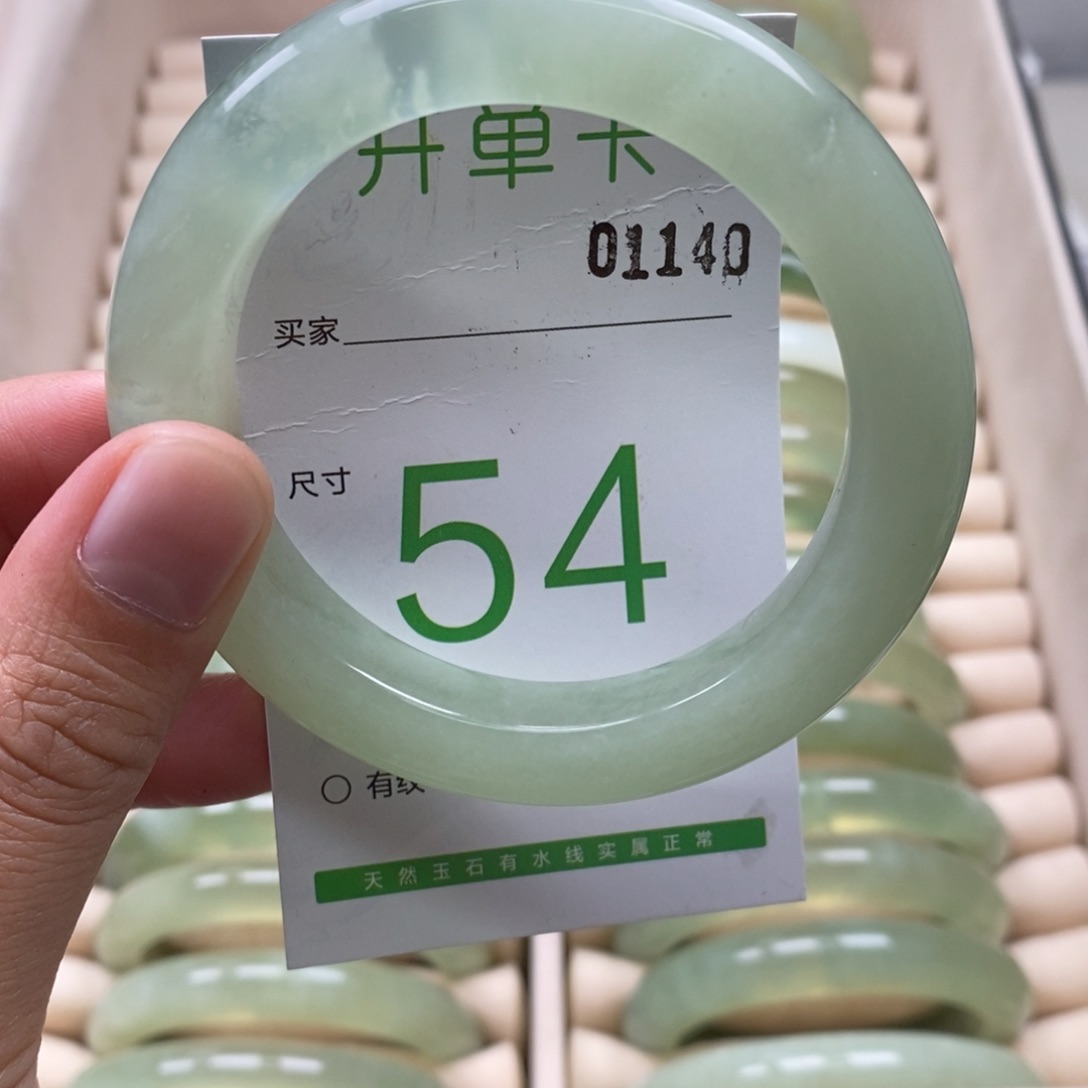 开单卡
01140
买家
尺寸
54
○ 有纹
天然玉石有水线实属正常